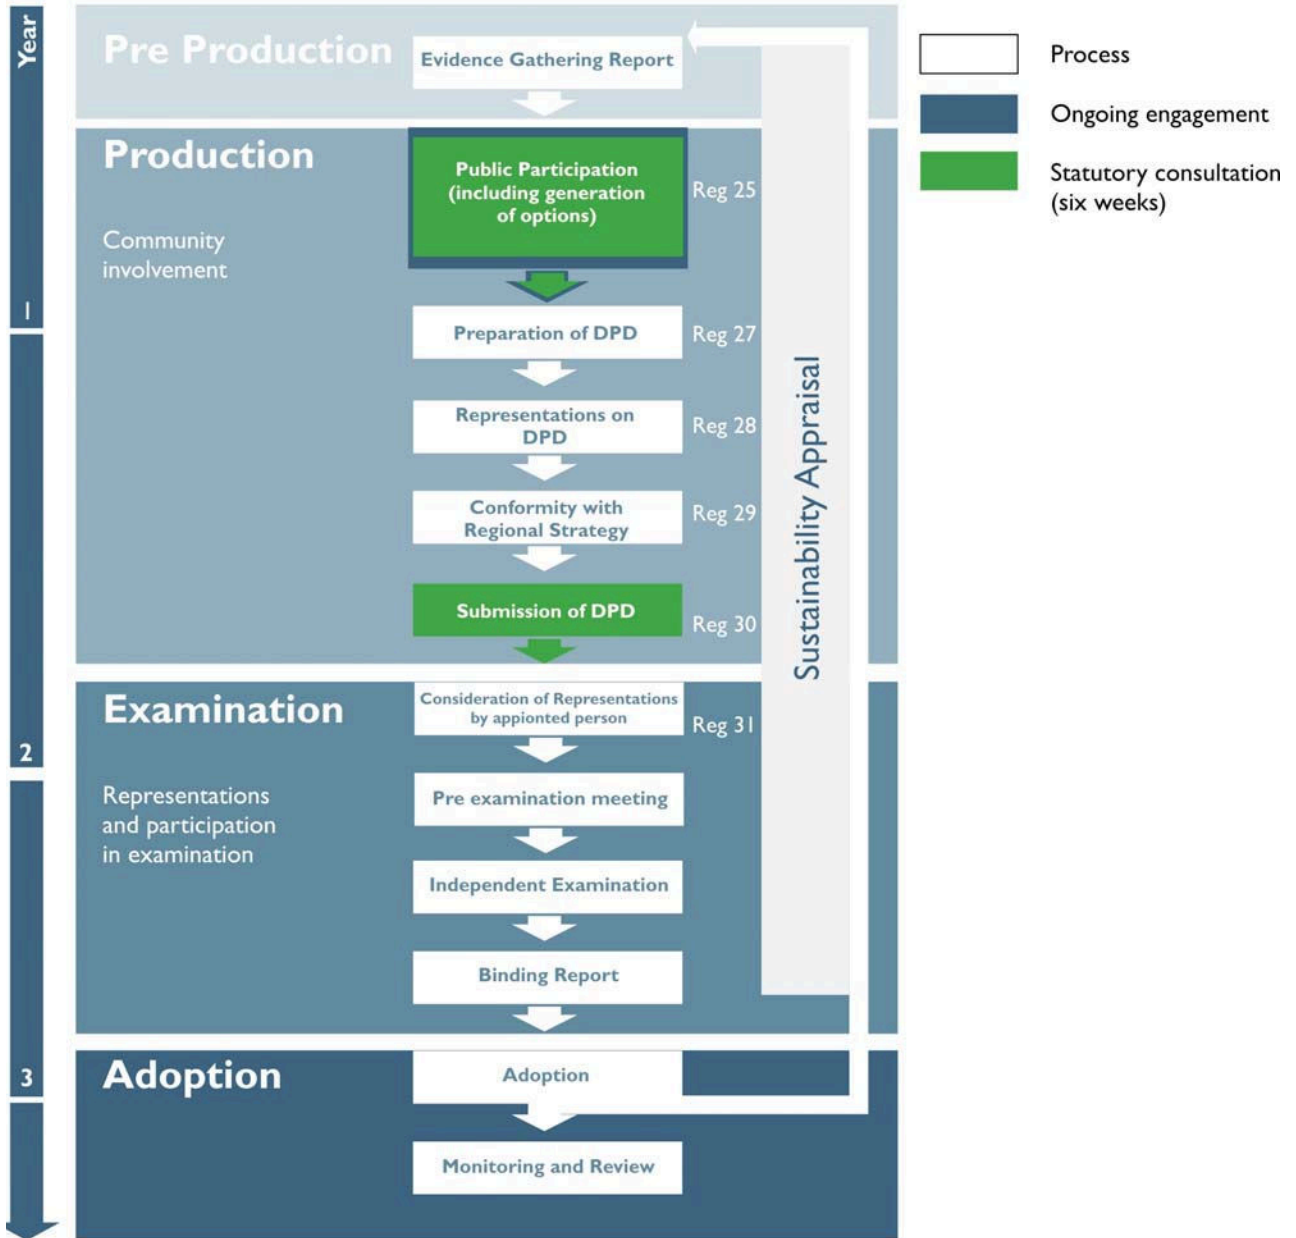 Year
1
2
3
Pre Production
Evidence Gathering Report
Production
Community
involvement
Public Participation
(including generation
of options)
Reg 25
Preparation of DPD
Reg 27
Representations on
DPD
Reg 28
Conformity with
Regional Strategy
Reg 29
Submission of DPD
Reg 30
Examination
Representations
and participation
in examination
Consideration of Representations
by appionted person
Reg 31
Pre examination meeting
Independent Examination
Binding Report
Adoption
Adoption
Monitoring and Review
Sustainability Appraisal
Process
Ongoing engagement
Statutory consultation
(six weeks)